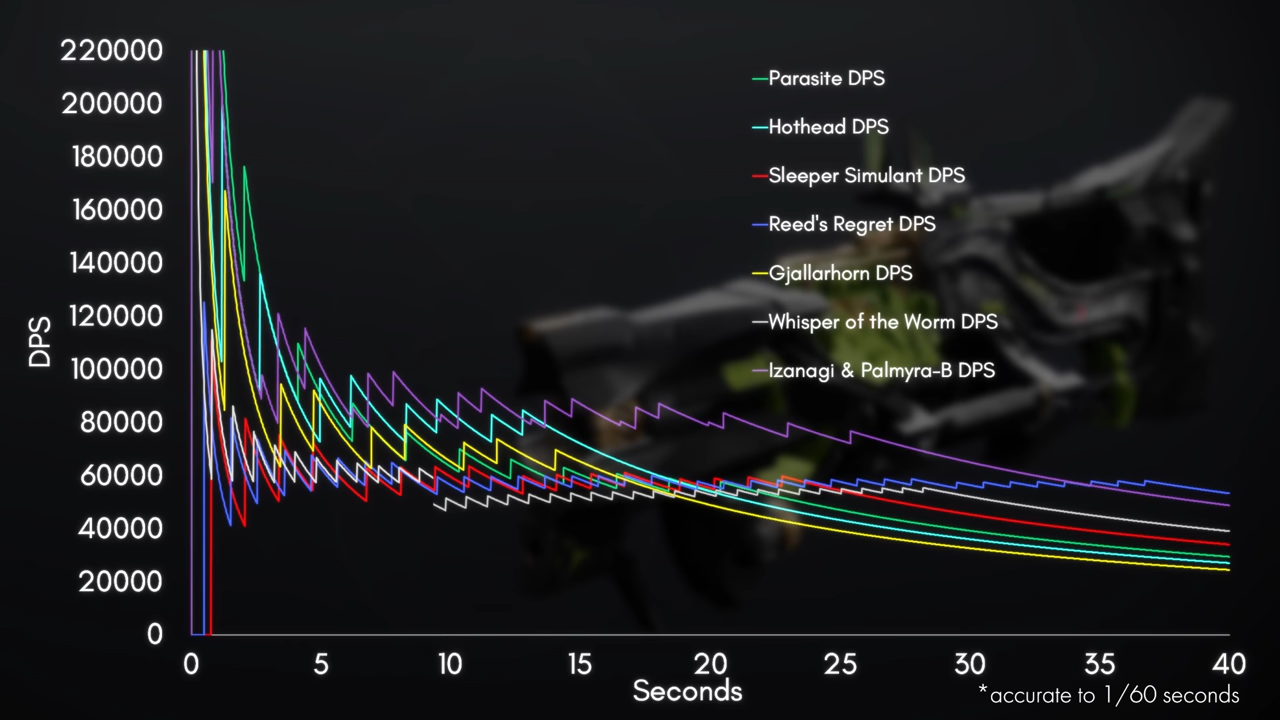 220000
200000
180000
160000
140000
120000
100000
80000
60000
40000
20000
0
DPS
Parasite DPS
Hothead DPS
Sleeper Simulant DPS
Reed's Regret DPS
Gjallarhorn DPS
Whisper of the Worm DPS
Izanagi & Palmyra-B DPS
0 5 10 15 20 25 30 35 40
Seconds
*accurate to 1/60 seconds